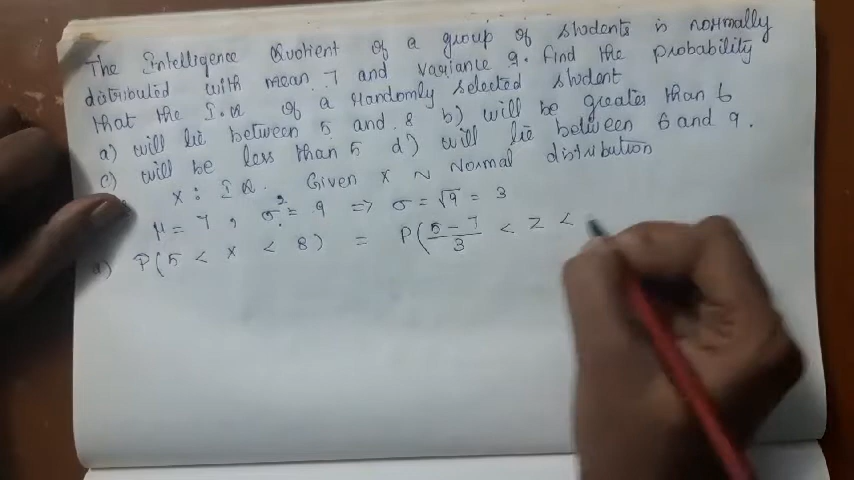 The Intelligence Quotient of a group of students is normally
distributed with mean 7 and variance 9. Find the probability
that the I.Q of a randomly selected student
a) will lie between 5 and 8 b) will be greater than 6
c) will be less than 5 d) will lie between 6 and 9.
X : I Q. Given X ~ Normal distribution
μ = 7, σ² = 9 => σ = √9 = 3
a) P(5 < x < 8) = P(5-7/3 < Z <